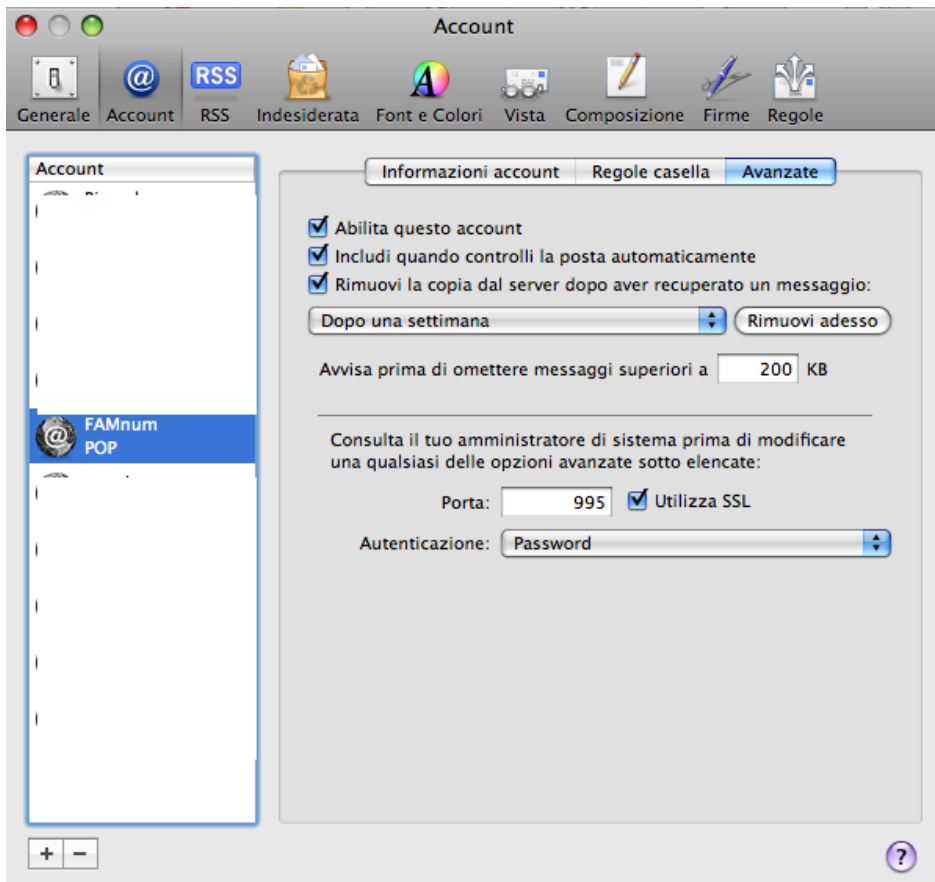 Account
RSS
Generale Account RSS Indesiderata Font e Colori Vista Composizione Firme Regole
Account
Informazioni account Regole casella Avanzate
Abilita questo account
Includi quando controlli la posta automaticamente
Rimuovi la copia dal server dopo aver recuperato un messaggio:
Dopo una settimana Rimuovi adesso
Avvisa prima di omettere messaggi superiori a 200 KB
FAMnum
POP
Consulta il tuo amministratore di sistema prima di modificare
una qualsiasi delle opzioni avanzate sotto elencate:
Porta: 995 Utilizza SSL
Autenticazione: Password